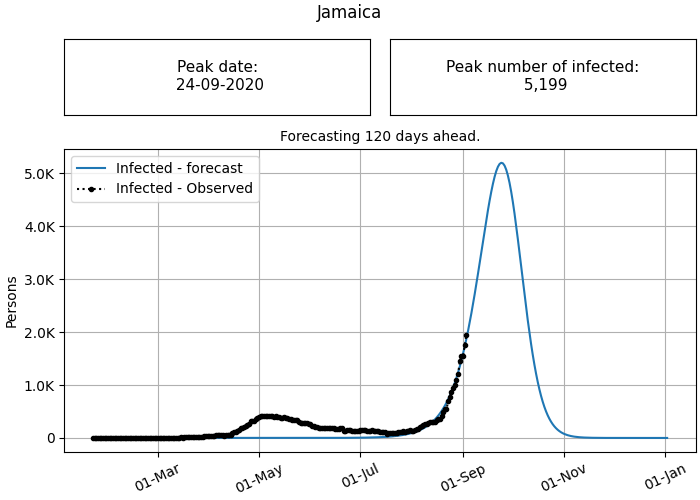 Jamaica
Peak date:
24-09-2020
Peak number of infected:
5,199
Forecasting 120 days ahead.
Infected - forecast
Infected - Observed
5.0K
4.0K
3.0K
2.0K
1.0K
0
Persons
01-Mar
01-May
01-Jul
01-Sep
01-Nov
01-Jan